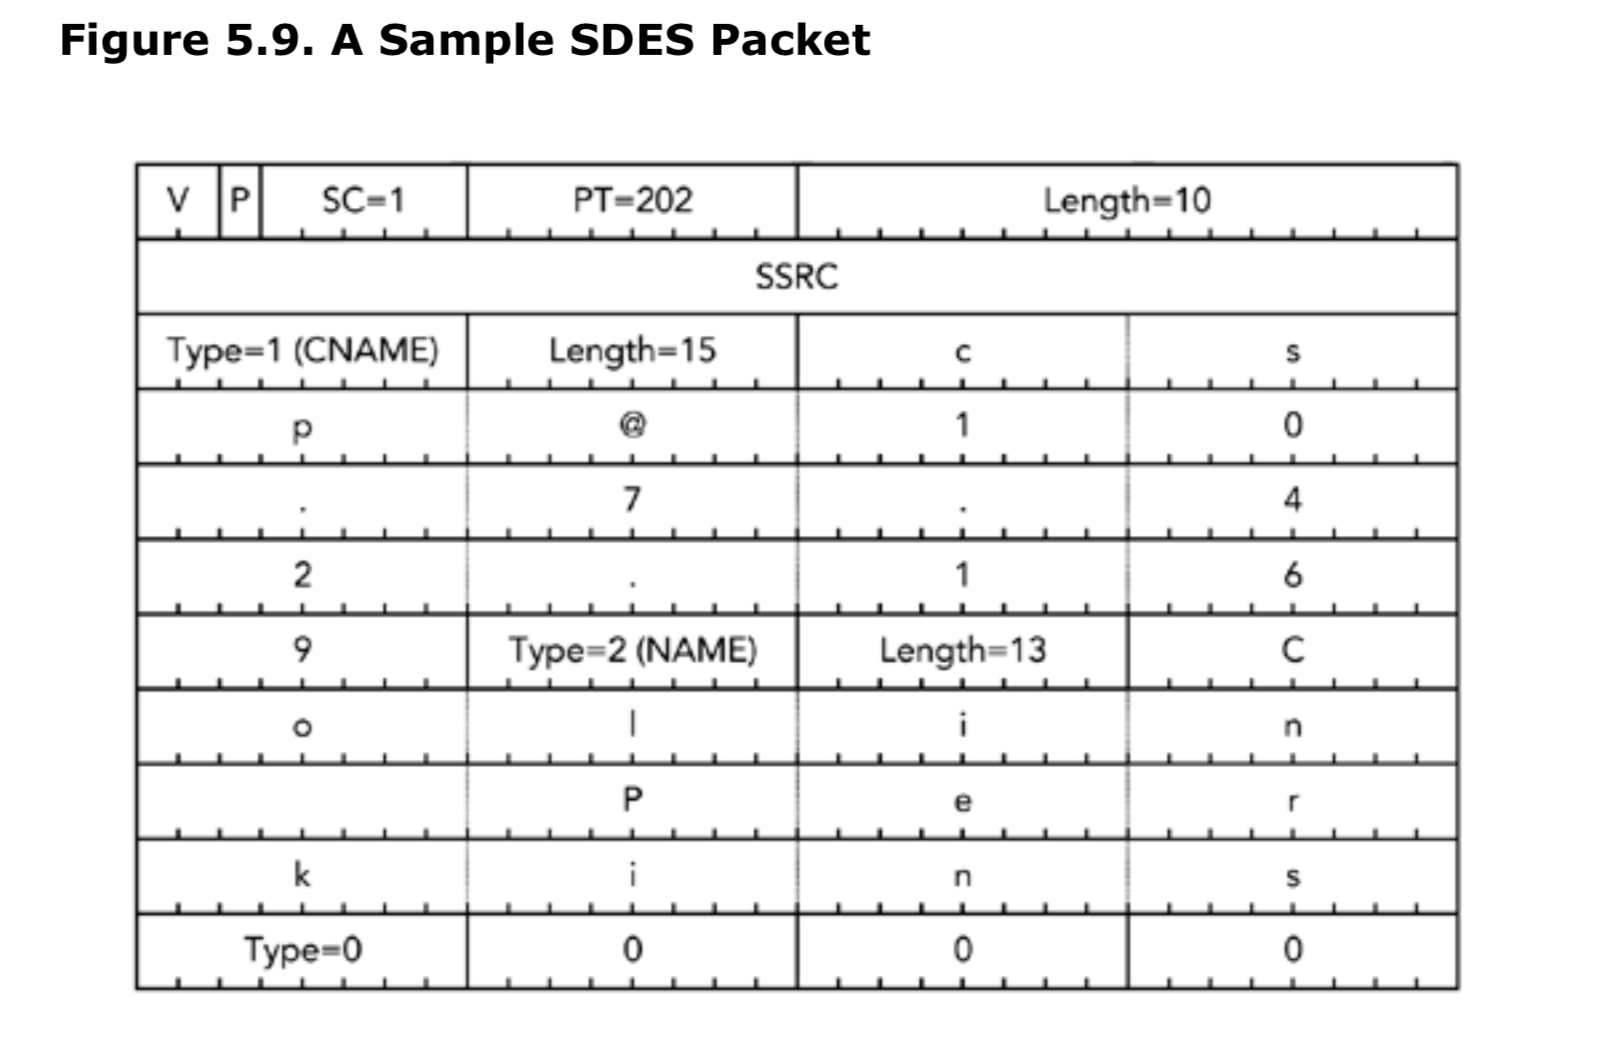 Figure 5.9. A Sample SDES Packet
V P SC=1 PT=202 Length=10
SSRC
Type=1 (CNAME) Length=15 c s
p @ 1 0
. 7 . 4
2 . 1 6
9 Type=2 (NAME) Length=13 C
o l i n
P e r
k i n s
Type=0 0 0 0